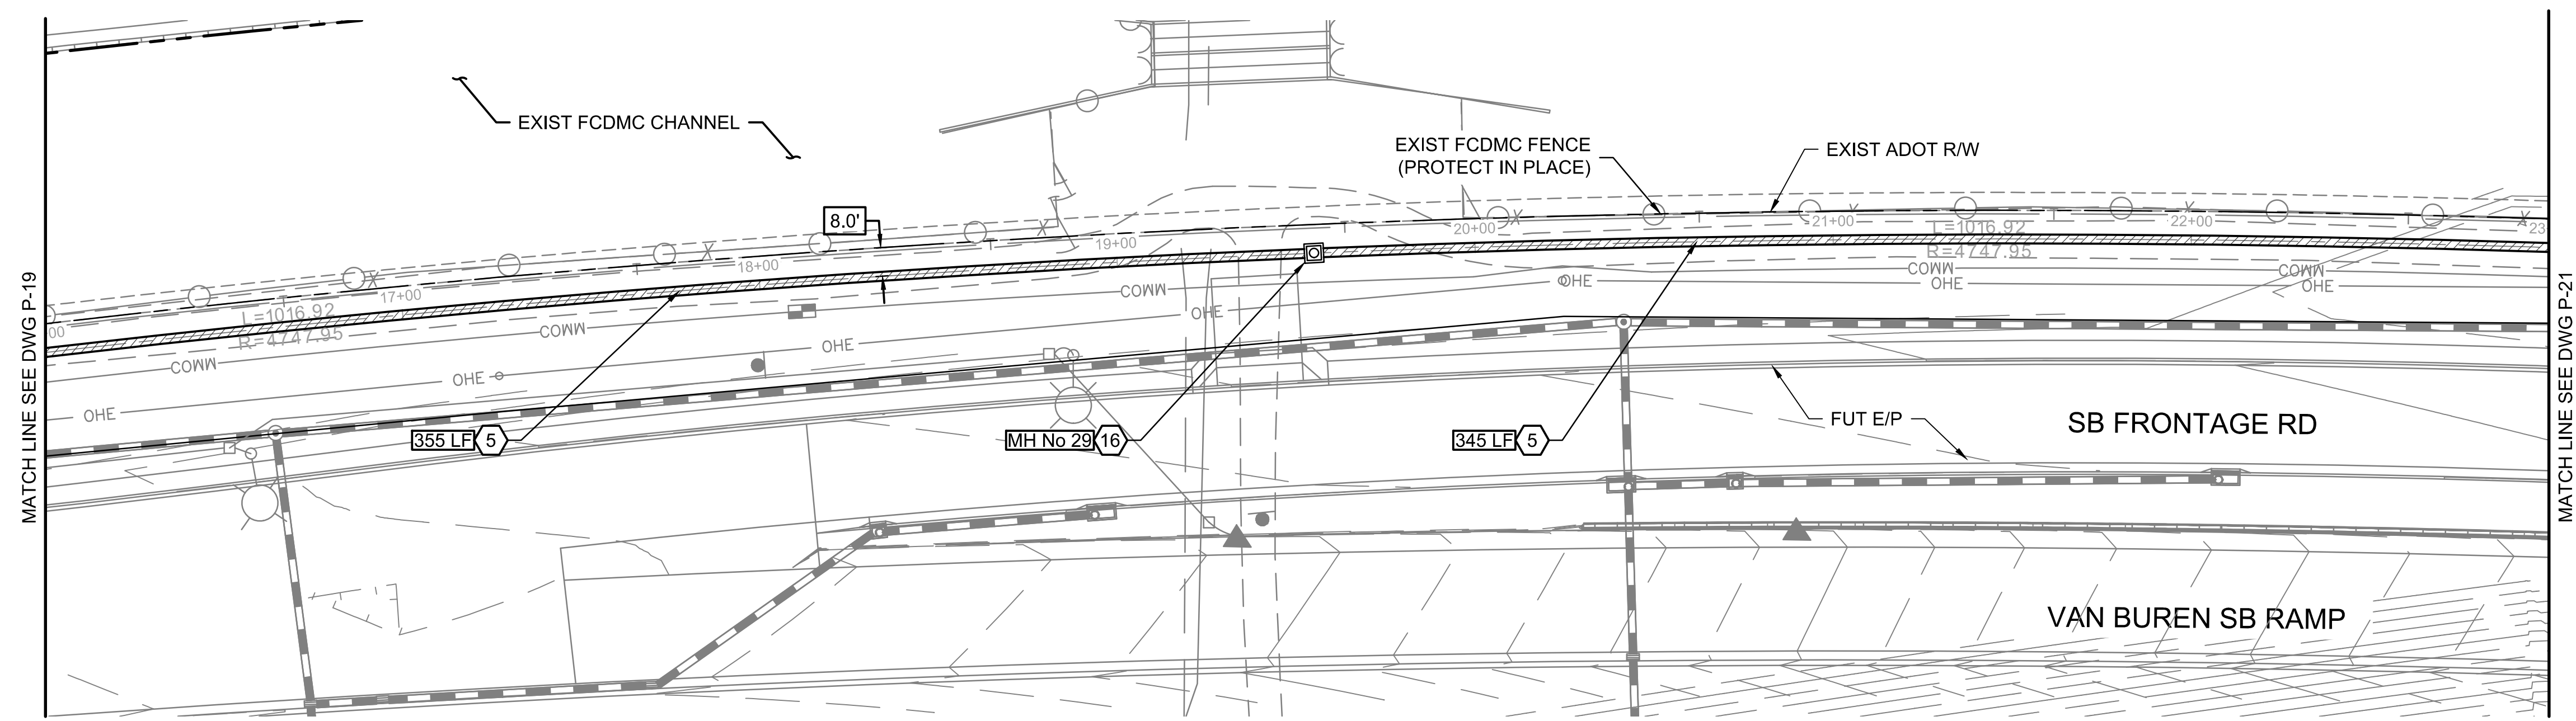 EXIST FCDMC CHANNEL
EXIST FCDMC FENCE
(PROTECT IN PLACE)
EXIST ADOT R/W
8.0'
17+00
18+00
19+00
20+00
21+00
22+00
23
00
T
T
T
T
T
T
T
X
X
X
X
X
L=1016.92
R=4747.95
L=1016.92
R=4747.95
COMM
COMM
COMM
COMM
COMM
OHE
OHE
OHE
OHE
OHE
OHE
OHE
355 LF 5
MH No 29 16
345 LF 5
FUT E/P
SB FRONTAGE RD
VAN BUREN SB RAMP
MATCH LINE SEE DWG P-19
MATCH LINE SEE DWG P-21